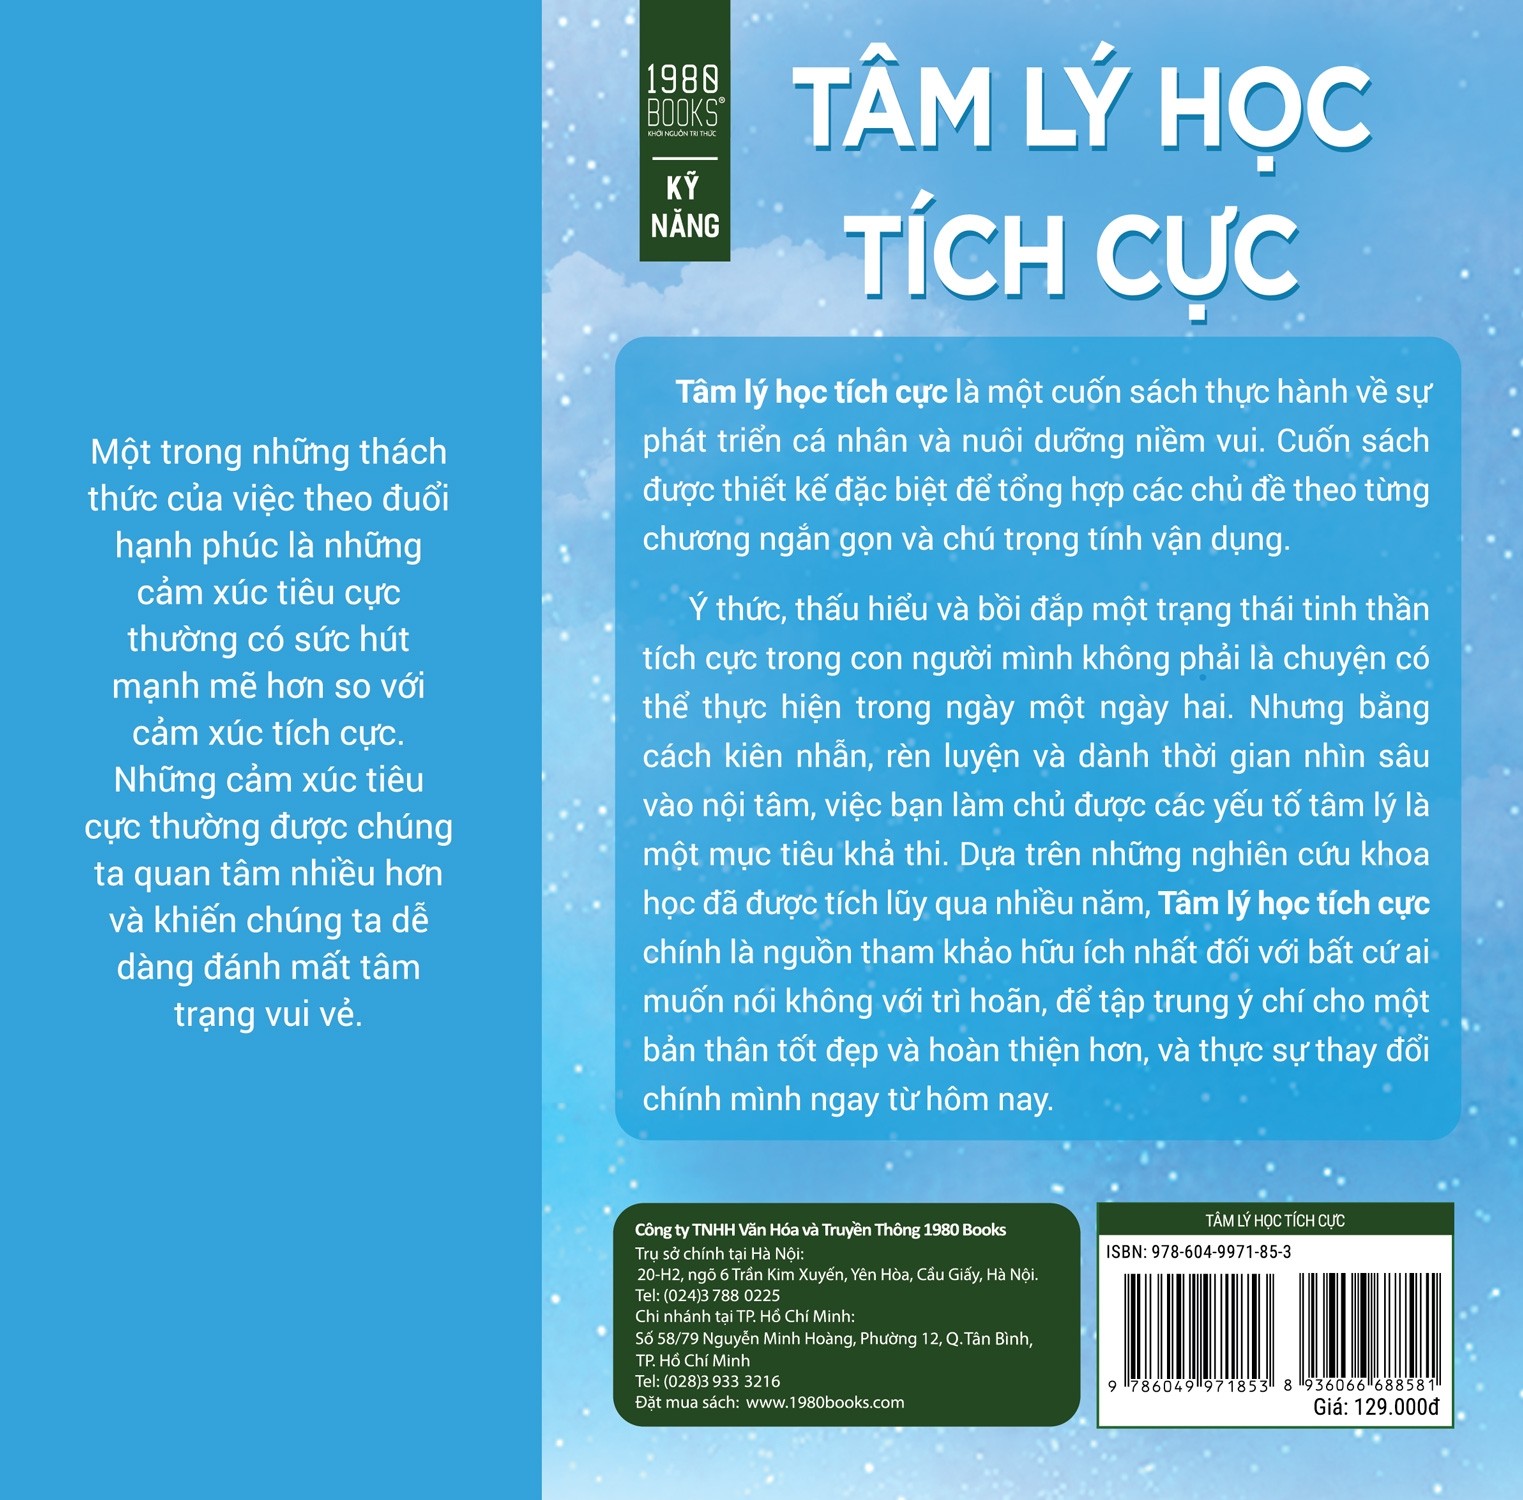 Một trong những thách
thức của việc theo đuổi
hạnh phúc là những
cảm xúc tiêu cực
thường có sức hút
mạnh mẽ hơn so với
cảm xúc tích cực.
Những cảm xúc tiêu
cực thường được chúng
ta quan tâm nhiều hơn
và khiến chúng ta dễ
dàng đánh mất tâm
trạng vui vẻ.
1980
BOOKS®
KHƠI NGUỒN TRI THỨC
KỸ
NĂNG
TÂM LÝ HỌC
TÍCH CỰC
Tâm lý học tích cực là một cuốn sách thực hành về sự
phát triển cá nhân và nuôi dưỡng niềm vui. Cuốn sách
được thiết kế đặc biệt để tổng hợp các chủ đề theo từng
chương ngắn gọn và chú trọng tính vận dụng.
Ý thức, thấu hiểu và bồi đắp một trạng thái tinh thần
tích cực trong con người mình không phải là chuyện có
thể thực hiện trong ngày một ngày hai. Nhưng bằng
cách kiên nhẫn, rèn luyện và dành thời gian nhìn sâu
vào nội tâm, việc bạn làm chủ được các yếu tố tâm lý là
một mục tiêu khả thi. Dựa trên những nghiên cứu khoa
học đã được tích lũy qua nhiều năm, Tâm lý học tích cực
chính là nguồn tham khảo hữu ích nhất đối với bất cứ ai
muốn nói không với trì hoãn, để tập trung ý chí cho một
bản thân tốt đẹp và hoàn thiện hơn, và thực sự thay đổi
chính mình ngay từ hôm nay.
Công ty TNHH Văn Hóa và Truyền Thông 1980 Books
Trụ sở chính tại Hà Nội:
20-H2, ngõ 6 Trần Kim Xuyến, Yên Hòa, Cầu Giấy, Hà Nội.
Tel: (024)3 788 0225
Chi nhánh tại TP. Hồ Chí Minh:
Số 58/79 Nguyễn Minh Hoàng, Phường 12, Q.Tân Bình,
TP. Hồ Chí Minh
Tel: (028)3 933 3216
Đặt mua sách: www.1980books.com
TÂM LÝ HỌC TÍCH CỰC
ISBN: 978-604-9971-85-3
9 786049 971853
8 936066 688581
Giá: 129.000đ